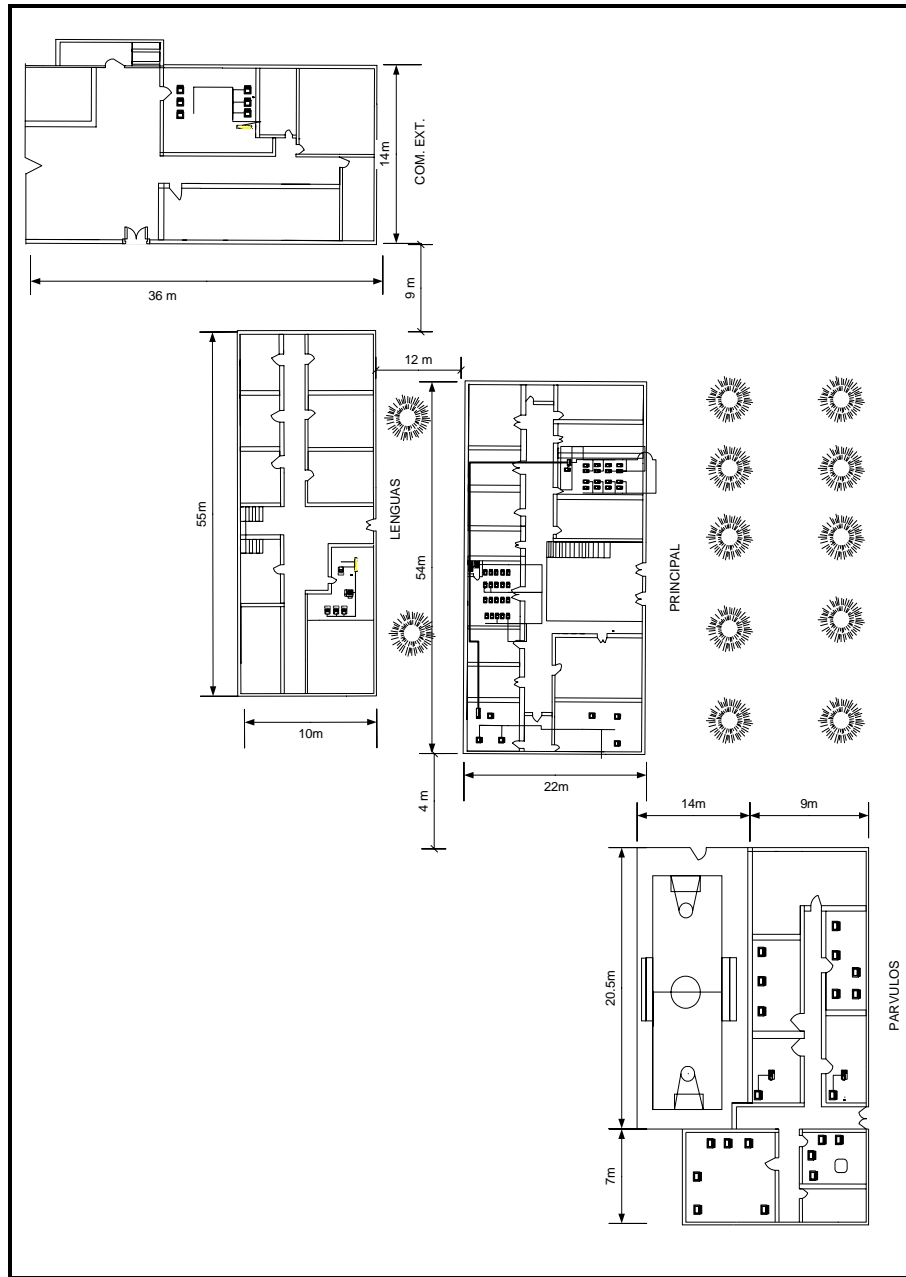 14m
COM. EXT.
36 m
9 m
12 m
55m
LENGUAS
54m
PRINCIPAL
10m
22m
4 m
14m
9m
20.5m
PARVULOS
7m